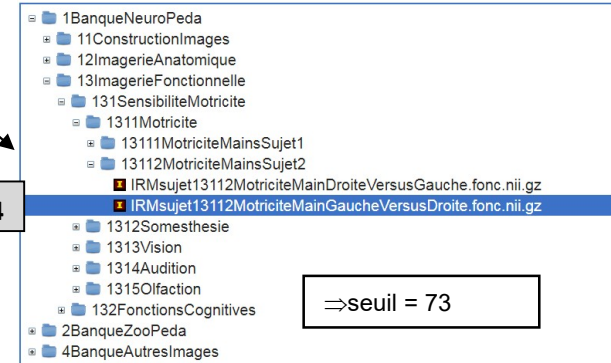 1BanqueNeuroPeda
11ConstructionImages
12ImagerieAnatomique
13ImagerieFonctionnelle
131SensibiliteMotricite
1311Motricite
13111MotriciteMainsSujet1
13112MotriciteMainsSujet2
IRMsujet13112MotriciteMainDroiteVersusGauche.fonc.nii.gz
4
IRMsujet13112MotriciteMainGaucheVersusDroite.fonc.nii.gz
1312Somesthesie
1313Vision
1314Audition
1315Olfaction
⇒seuil = 73
132FonctionsCognitives
2BanqueZooPeda
4BanqueAutresImages